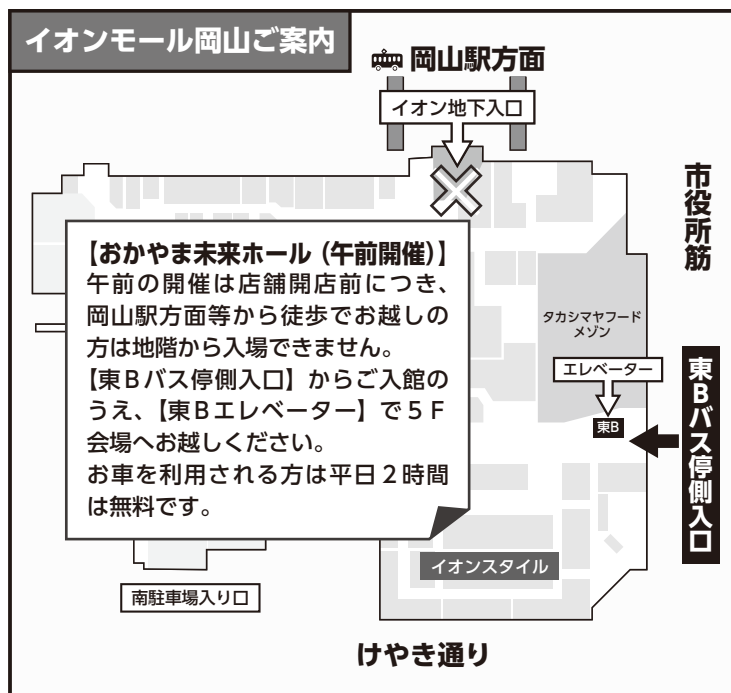 イオンモール岡山ご案内
岡山駅方面
イオン地下入口
市役所筋
【おかやま未来ホール（午前開催）】
午前の開催は店舗開店前につき、
岡山駅方面等から徒歩でお越しの
方は地階から入場できません。
【東Bバス停側入口】からご入館の
うえ、【東Bエレベーター】で５F
会場へお越しください。
お車を利用される方は平日２時間
は無料です。
タカシマヤフード
メゾン
エレベーター
東B
東Bバス停側入口
イオンスタイル
南駐車場入り口
けやき通り